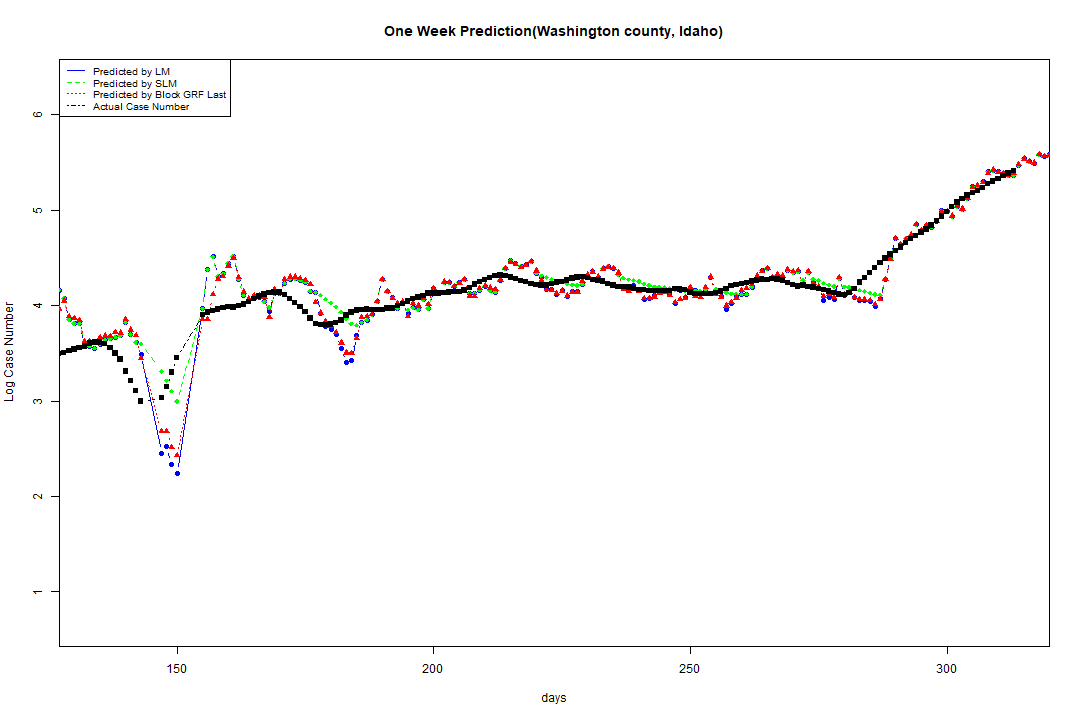 One Week Prediction(Washington county, Idaho)
Predicted by LM
Predicted by SLM
Predicted by Block GRF Last
Actual Case Number
6
5
4
3
2
1
Log Case Number
150 200 250 300
days